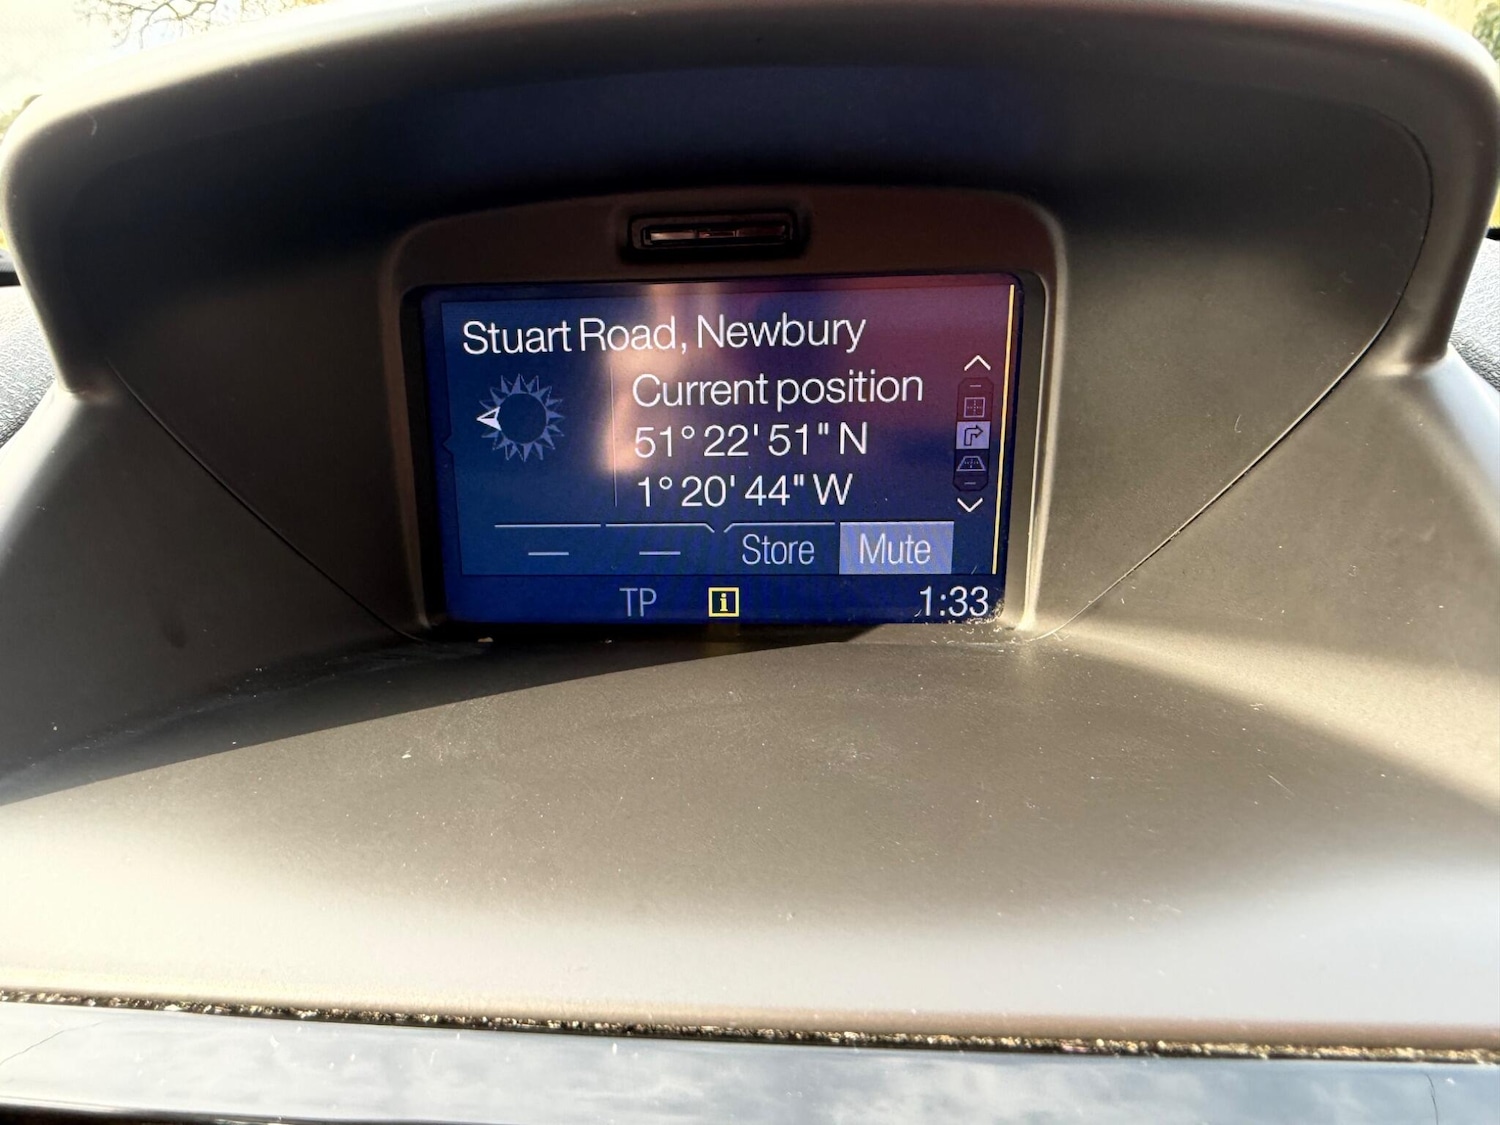 Stuart Road, Newbury
Current position
51° 22' 51" N
1° 20' 44" W
Store Mute
TP i 1:33